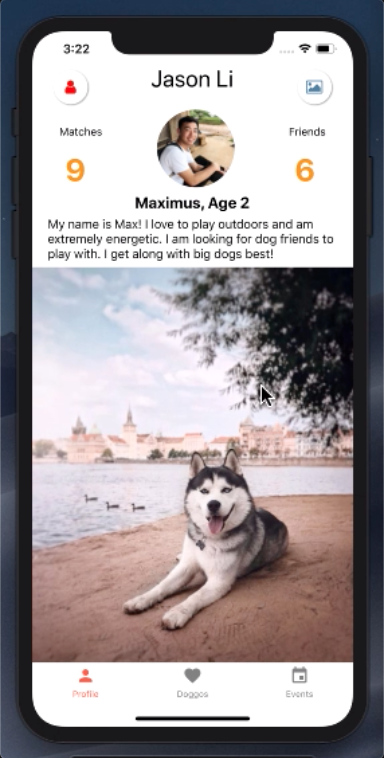 3:22
Jason Li
Matches
Friends
9
6
Maximus, Age 2
My name is Max! I love to play outdoors and am
extremely energetic. I am looking for dog friends to
play with. I get along with big dogs best!
Profile
Doggos
Events